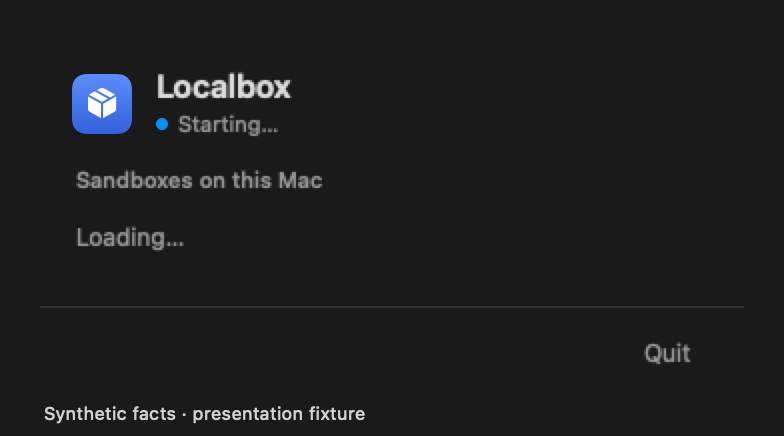 Localbox
Starting...
Sandboxes on this Mac
Loading...
Quit
Synthetic facts · presentation fixture